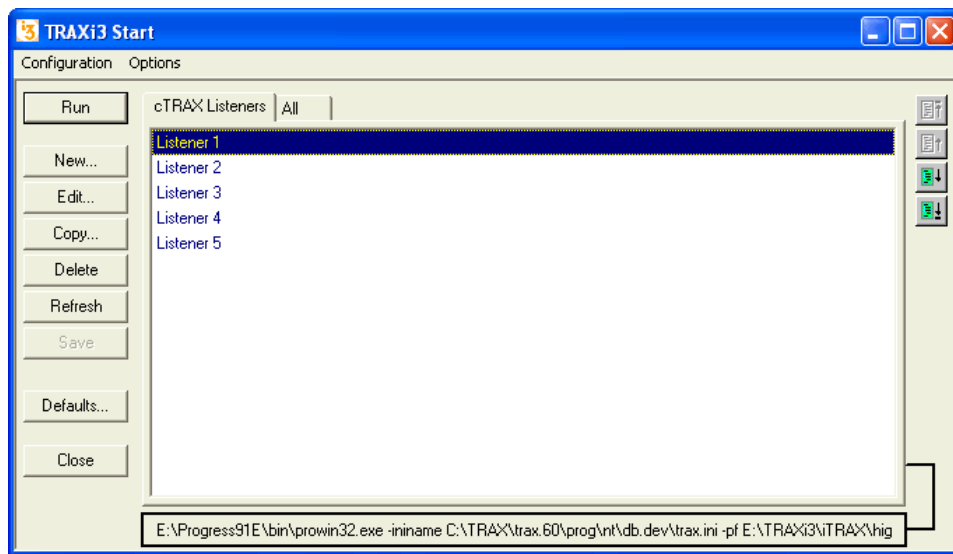 TRAXi3 Start
Configuration Options
Run
cTRAX Listeners All
Listener 1
New...
Listener 2
Edit...
Listener 3
Copy...
Listener 4
Listener 5
Delete
Refresh
Save
Defaults...
Close
E:\Progress91E\bin\prowin32.exe -ininame C:\TRAX\trax.60\prog\nt\db.dev\trax.ini -pf E:\TRAXi3\iTRAX\hig